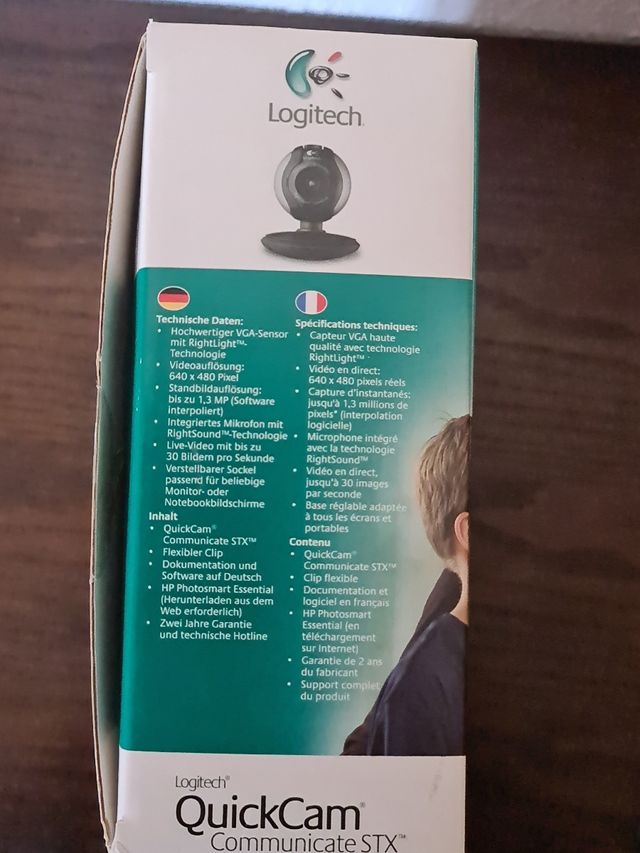 Logitech
Technische Daten:
• Hochwertiger VGA-Sensor
mit RightLight™-
Technologie
• Videoauflösung:
640 x 480 Pixel
• Standbildauflösung:
bis zu 1,3 MP (Software
interpoliert)
• Integriertes Mikrofon mit
RightSound™-Technologie
• Live-Video mit bis zu
30 Bildern pro Sekunde
• Verstellbarer Sockel
passend für beliebige
Monitor- oder
Notebookbildschirme
Inhalt
• QuickCam®
Communicate STX™
• Flexibler Clip
• Dokumentation und
Software auf Deutsch
• HP Photosmart Essential
(Herunterladen aus dem
Web erforderlich)
• Zwei Jahre Garantie
und technische Hotline
Spécifications techniques:
• Capteur VGA haute
qualité avec technologie
RightLight™
• Vidéo en direct:
640 x 480 pixels réels
• Capture d'instantanés:
jusqu'à 1,3 millions de
pixels* (interpolation
logicielle)
• Microphone intégré
avec la technologie
RightSound™
• Vidéo en direct,
jusqu'à 30 images
par seconde
• Base réglable adaptée
à tous les écrans et
portables
Contenu
• QuickCam®
Communicate STX™
• Clip flexible
• Documentation et
logiciel en français
• HP Photosmart
Essential (en
téléchargement
sur Internet)
• Garantie de 2 ans
du fabricant
• Support complet
du produit
Logitech®
QuickCam®
Communicate STX™